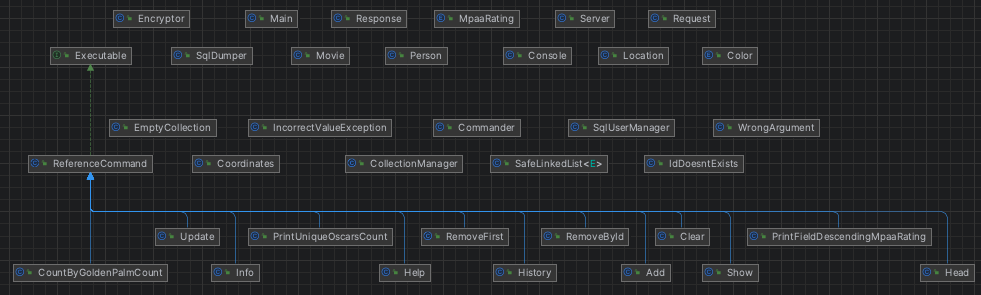 Encryptor Main Response MpaaRating Server Request
Executable SqlDumper Movie Person Console Location Color
EmptyCollection IncorrectValueException Commander SqlUserManager WrongArgument
ReferenceCommand Coordinates CollectionManager SafeLinkedList<E> IdDoesntExists
Update PrintUniqueOscarsCount RemoveFirst RemoveById Clear PrintFieldDescendingMpaaRating
CountByGoldenPalmCount Info Help History Add Show Head